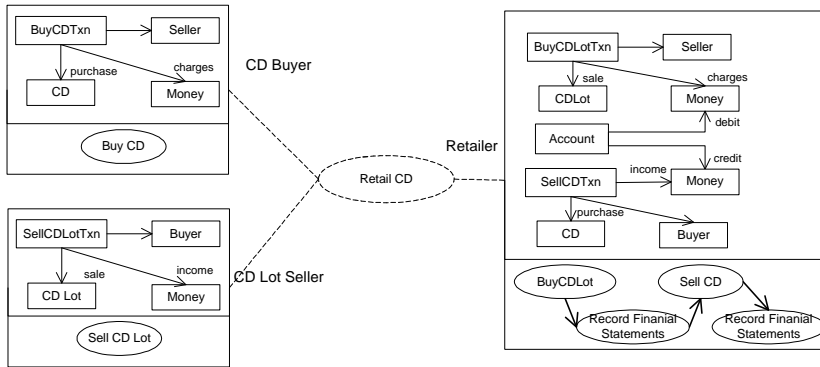 BuyCDTxn
Seller
purchase
charges
CD
Money
Buy CD
CD Buyer
SellCDLotTxn
Buyer
sale
income
CD Lot
Money
Sell CD Lot
CD Lot Seller
Retail CD
Retailer
BuyCDLotTxn
Seller
sale
charges
CDLot
Money
debit
Account
credit
SellCDTxn
income
Money
purchase
CD
Buyer
BuyCDLot
Sell CD
Record Finanial
Statements
Record Finanial
Statements